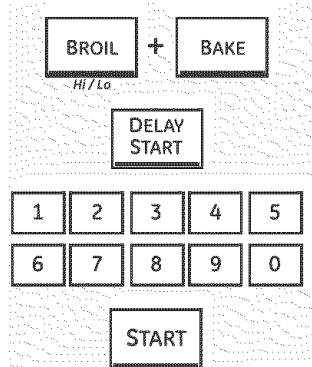 BROIL + BAKE
Hi/Lo
DELAY
START
1 2 3 4 5
6 7 8 9 0
START